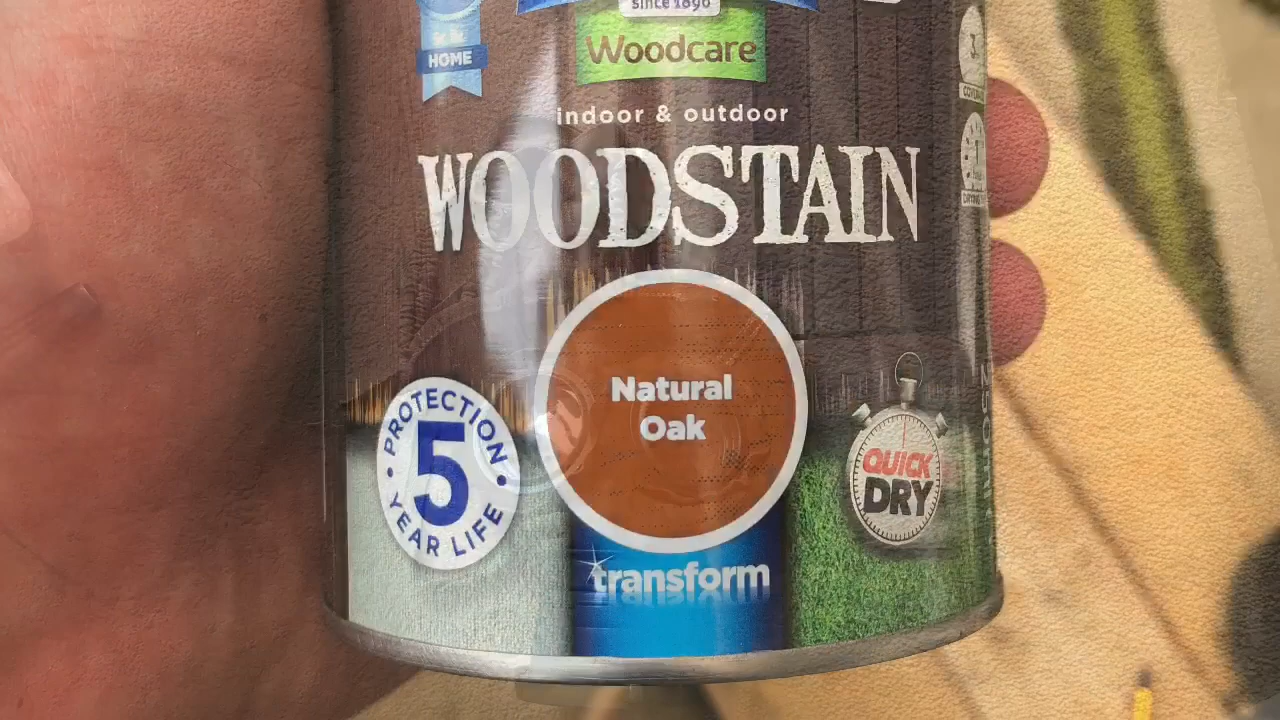 since 1890
HOME
Woodcare
indoor & outdoor
WOODSTAIN
Natural
Oak
PROTECTION
5
YEAR LIFE
QUICK
DRY
transform